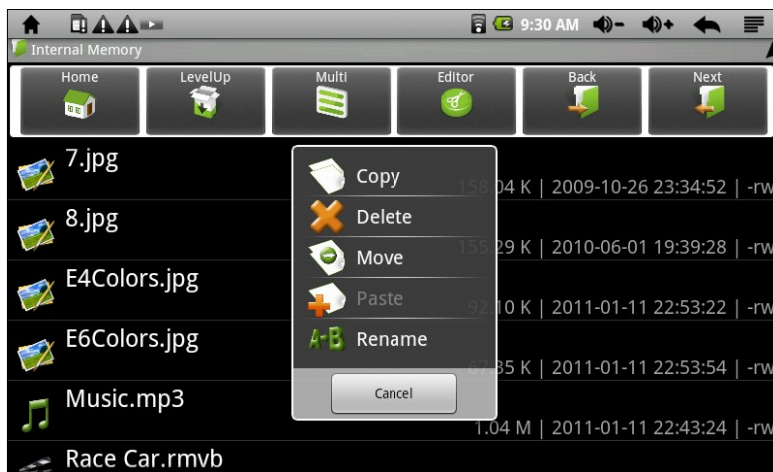 9:30 AM
Internal Memory
Home LevelUp Multi Editor Back Next
7.jpg
04 K | 2009-10-26 23:34:52 | -rw
8.jpg
29 K | 2010-06-01 19:39:28 | -rw
E4Colors.jpg
10 K | 2011-01-11 22:53:22 | -rw
E6Colors.jpg
35 K | 2011-01-11 22:53:54 | -rw
Music.mp3
1.04 M | 2011-01-11 22:43:24 | -rw
Race Car.rmvb
Copy
Delete
Move
Paste
A-B Rename
Cancel